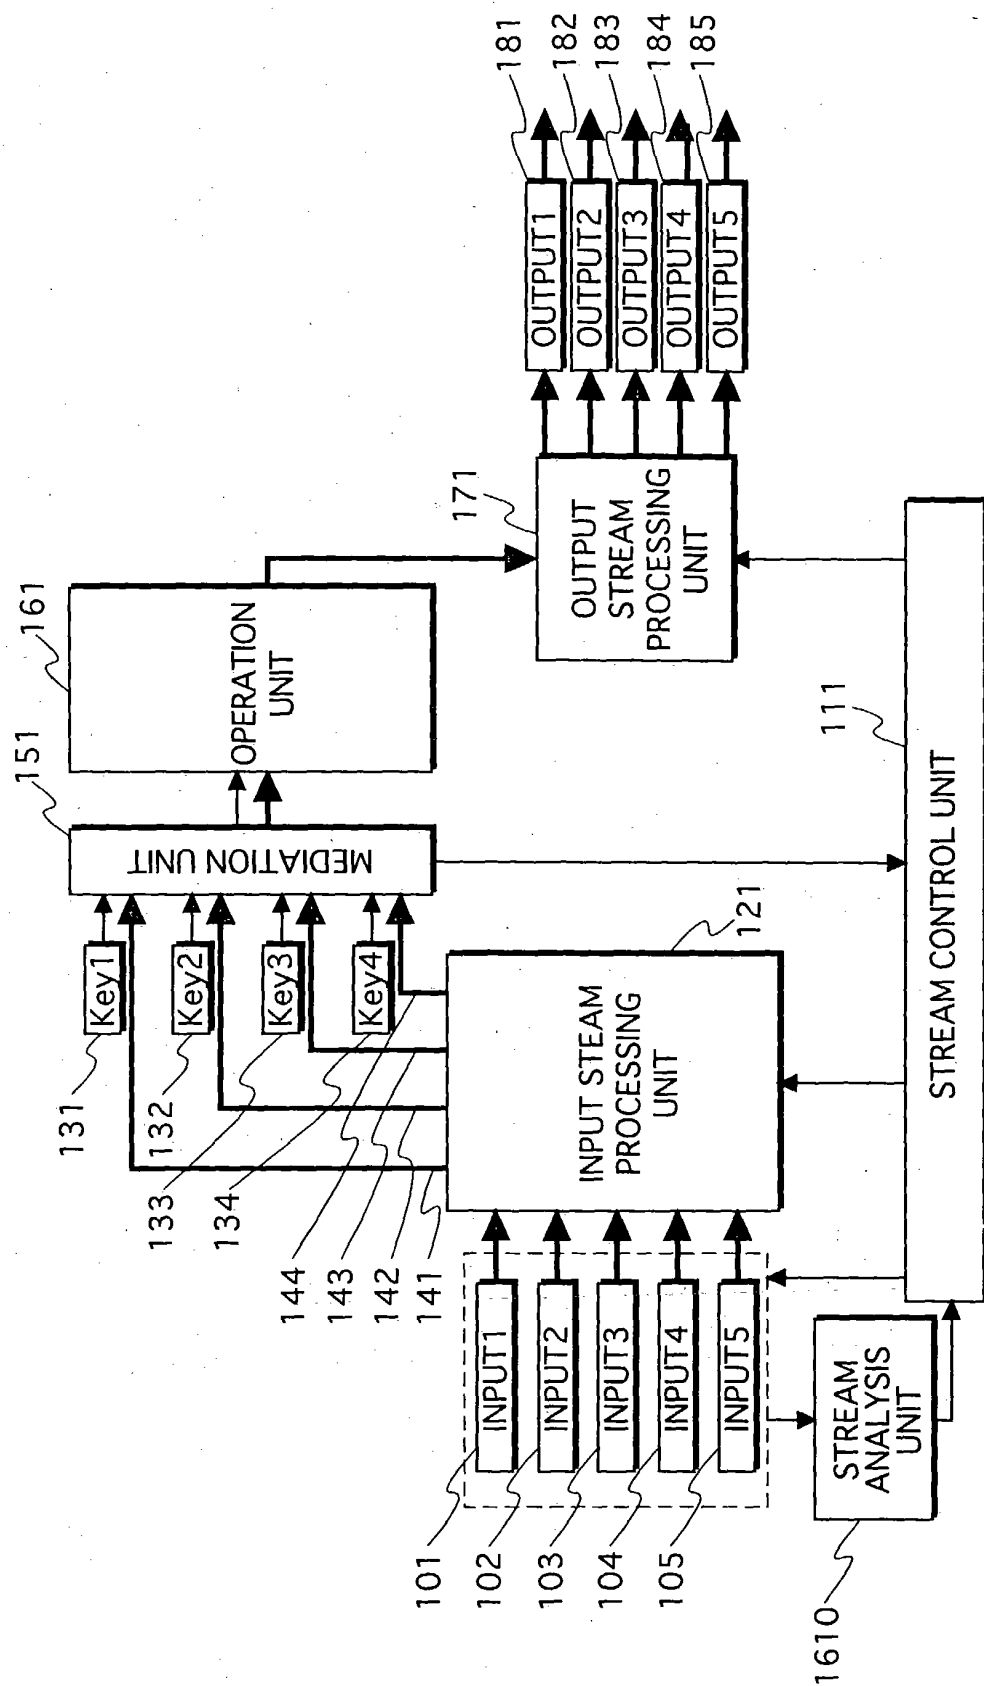 181
182
183
184
185
OUTPUT1
OUTPUT2
OUTPUT3
OUTPUT4
OUTPUT5
171
OUTPUT
STREAM
PROCESSING
UNIT
161
OPERATION
UNIT
151
MEDIATION UNIT
111
STREAM CONTROL UNIT
Key1
Key2
Key3
Key4
131
132
133
134
144
143
142
141
121
INPUT STEAM
PROCESSING
UNIT
INPUT1
INPUT2
INPUT3
INPUT4
INPUT5
101
102
103
104
105
STREAM
ANALYSIS
UNIT
1610